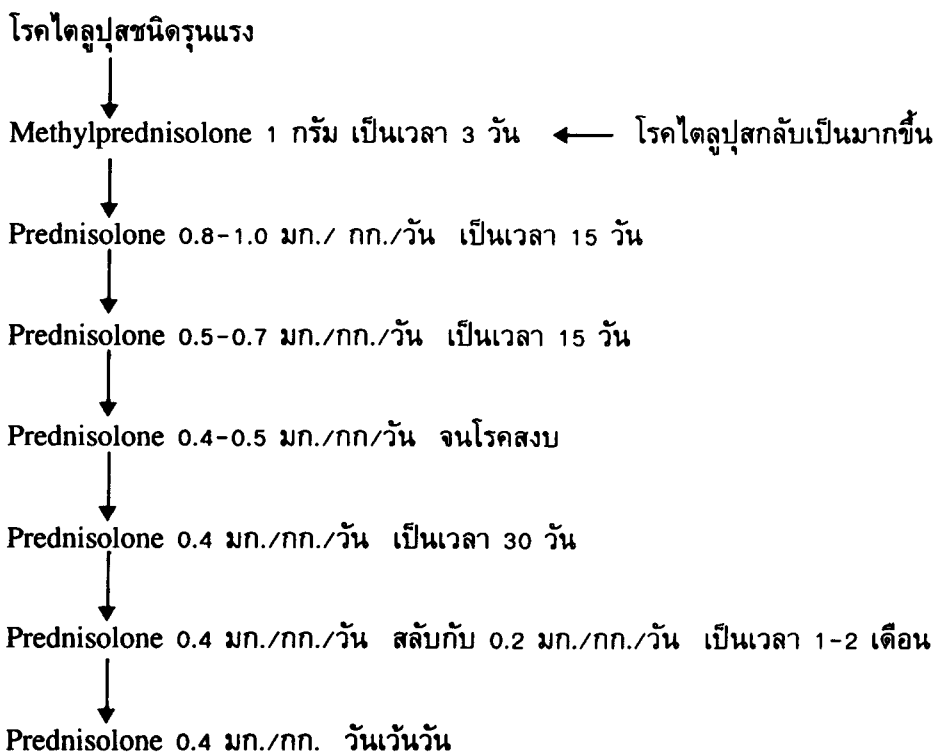 โรคไตลูปุสชนิดรุนแรง
Methylprednisolone 1 กรัม เป็นเวลา 3 วัน โรคไตลูปุสกลับเป็นมากขึ้น
Prednisolone 0.8-1.0 มก./ กก./วัน เป็นเวลา 15 วัน
Prednisolone 0.5-0.7 มก./กก./วัน เป็นเวลา 15 วัน
Prednisolone 0.4-0.5 มก./กก/วัน จนโรคสงบ
Prednisolone 0.4 มก./กก./วัน เป็นเวลา 30 วัน
Prednisolone 0.4 มก./กก./วัน สลับกับ 0.2 มก./กก./วัน เป็นเวลา 1-2 เดือน
Prednisolone 0.4 มก./กก. วันเว้นวัน